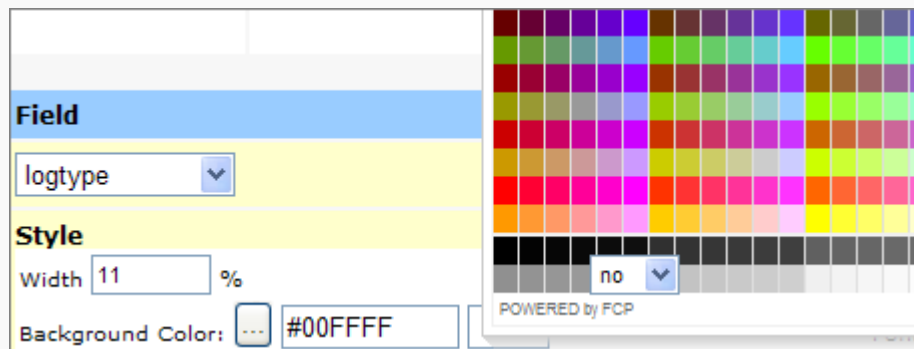 Field
logtype
Style
Width 11 %
no
POWERED by FCP
Background Color: ... #00FFFF